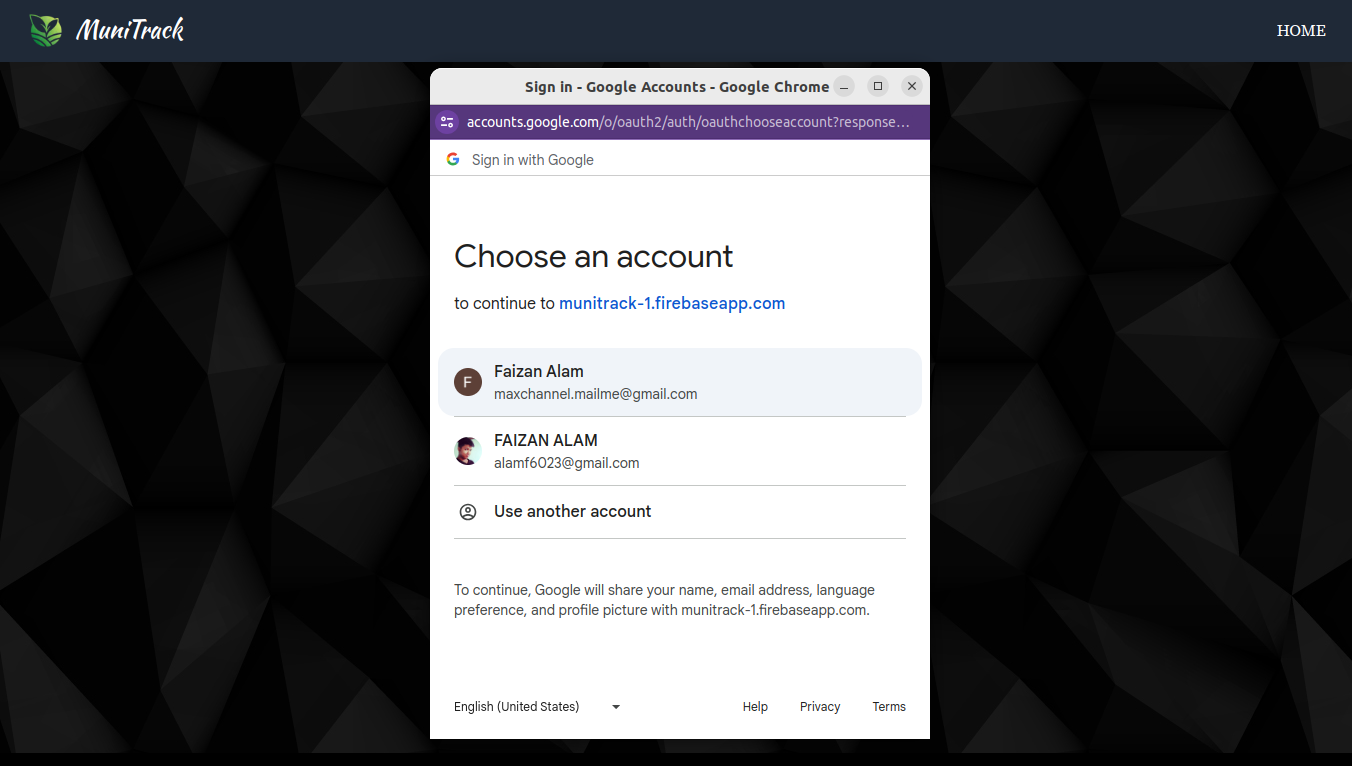 MuniTrack
HOME
Sign in - Google Accounts - Google Chrome
accounts.google.com/o/oauth2/auth/oauthchooseaccount?response...
Sign in with Google
Choose an account
to continue to munitrack-1.firebaseapp.com
F
Faizan Alam
maxchannel.mailme@gmail.com
FAIZAN ALAM
alamf6023@gmail.com
Use another account
To continue, Google will share your name, email address, language
preference, and profile picture with munitrack-1.firebaseapp.com.
English (United States)
Help
Privacy
Terms